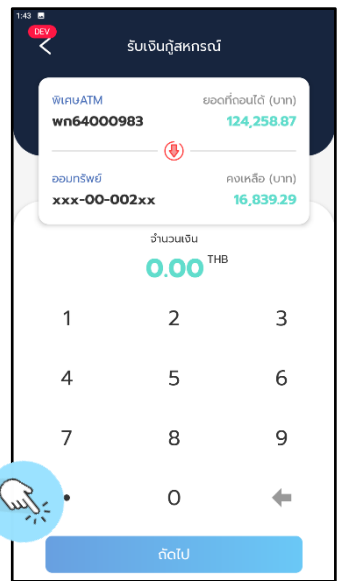 1:43
DEV
รับเงินกู้สหกรณ์
พิเศษATM ยอดที่ถอนได้ (บาท)
พก64000983 124,258.87
ออมทรัพย์ คงเหลือ (บาท)
xxx-00-002xx 16,839.29
จำนวนเงิน
0.00 THB
1 2 3
4 5 6
7 8 9
. 0
ถัดไป